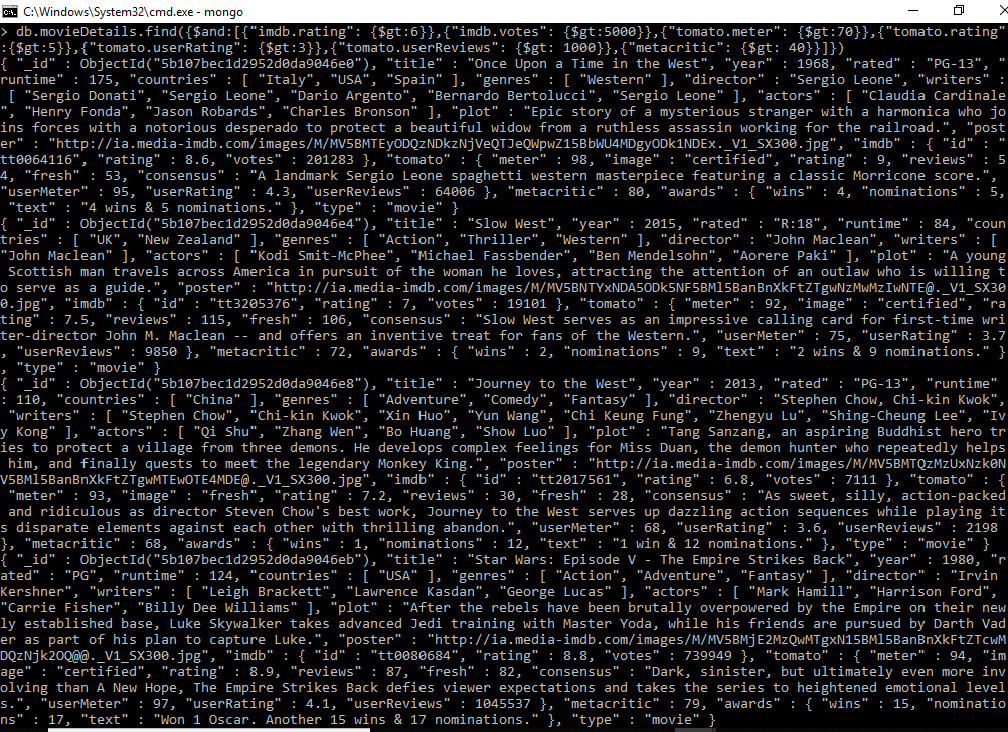 C:\Windows\System32\cmd.exe - mongo
> db.movieDetails.find({$and:[{"imdb.rating": {$gt:6}},{"imdb.votes": {$gt:5000}},{"tomato.meter": {$gt:70}},{"tomato.rating"
:{$gt:5}},{"tomato.userRating": {$gt:3}},{"tomato.userReviews": {$gt: 1000}},{"metacritic": {$gt: 40}}]})
{ "_id" : ObjectId("5b107bec1d2952d0da9046e0"), "title" : "Once Upon a Time in the West", "year" : 1968, "rated" : "PG-13", "
runtime" : 175, "countries" : [ "Italy", "USA", "Spain" ], "genres" : [ "Western" ], "director" : "Sergio Leone", "writers" :
[ "Sergio Donati", "Sergio Leone", "Dario Argento", "Bernardo Bertolucci", "Sergio Leone" ], "actors" : [ "Claudia Cardinale
", "Henry Fonda", "Jason Robards", "Charles Bronson" ], "plot" : "Epic story of a mysterious stranger with a harmonica who jo
ins forces with a notorious desperado to protect a beautiful widow from a ruthless assassin working for the railroad.", "post
er" : "http://ia.media-imdb.com/images/M/MV5BMTEyODQzNDkzNjVeQTJeQWpwZ15BbWU4MDgyODk1NDEx._V1_SX300.jpg", "imdb" : { "id" : "
tt0064116", "rating" : 8.6, "votes" : 201283 }, "tomato" : { "meter" : 98, "image" : "certified", "rating" : 9, "reviews" : 5
4, "fresh" : 53, "consensus" : "A landmark Sergio Leone spaghetti western masterpiece featuring a classic Morricone score.",
"userMeter" : 95, "userRating" : 4.3, "userReviews" : 64006 }, "metacritic" : 80, "awards" : { "wins" : 4, "nominations" : 5,
"text" : "4 wins & 5 nominations." }, "type" : "movie" }
{ "_id" : ObjectId("5b107bec1d2952d0da9046e4"), "title" : "Slow West", "year" : 2015, "rated" : "R:18", "runtime" : 84, "coun
tries" : [ "UK", "New Zealand" ], "genres" : [ "Action", "Thriller", "Western" ], "director" : "John Maclean", "writers" : [
"John Maclean" ], "actors" : [ "Kodi Smit-McPhee", "Michael Fassbender", "Ben Mendelsohn", "Aorere Paki" ], "plot" : "A young
Scottish man travels across America in pursuit of the woman he loves, attracting the attention of an outlaw who is willing t
o serve as a guide.", "poster" : "http://ia.media-imdb.com/images/M/MV5BNTYxNDA5ODk5NF5BMl5BanBnXkFtZTgwNzMwMzIwNTE@._V1_SX30
0.jpg", "imdb" : { "id" : "tt3205376", "rating" : 7, "votes" : 19101 }, "tomato" : { "meter" : 92, "image" : "certified", "ra
ting" : 7.5, "reviews" : 115, "fresh" : 106, "consensus" : "Slow West serves as an impressive calling card for first-time wri
ter-director John M. Maclean -- and offers an inventive treat for fans of the Western.", "userMeter" : 75, "userRating" : 3.7
, "userReviews" : 9850 }, "metacritic" : 72, "awards" : { "wins" : 2, "nominations" : 9, "text" : "2 wins & 9 nominations." }
, "type" : "movie" }
{ "_id" : ObjectId("5b107bec1d2952d0da9046e8"), "title" : "Journey to the West", "year" : 2013, "rated" : "PG-13", "runtime"
: 110, "countries" : [ "China" ], "genres" : [ "Adventure", "Comedy", "Fantasy" ], "director" : "Stephen Chow, Chi-kin Kwok",
"writers" : [ "Stephen Chow", "Chi-kin Kwok", "Xin Huo", "Yun Wang", "Chi Keung Fung", "Zhengyu Lu", "Shing-Cheung Lee", "Iv
y Kong" ], "actors" : [ "Qi Shu", "Zhang Wen", "Bo Huang", "Show Luo" ], "plot" : "Tang Sanzang, an aspiring Buddhist hero tr
ies to protect a village from three demons. He develops complex feelings for Miss Duan, the demon hunter who repeatedly helps
him, and finally quests to meet the legendary Monkey King.", "poster" : "http://ia.media-imdb.com/images/M/MV5BMTQzMzUxNzk0N
V5BMl5BanBnXkFtZTgwMTEwOTE4MDE@._V1_SX300.jpg", "imdb" : { "id" : "tt2017561", "rating" : 6.8, "votes" : 7111 }, "tomato" : {
"meter" : 93, "image" : "fresh", "rating" : 7.2, "reviews" : 30, "fresh" : 28, "consensus" : "As sweet, silly, action-packed
and ridiculous as director Steven Chow's best work, Journey to the West serves up dazzling action sequences while playing it
s disparate elements against each other with thrilling abandon.", "userMeter" : 68, "userRating" : 3.6, "userReviews" : 2198
}, "metacritic" : 68, "awards" : { "wins" : 1, "nominations" : 12, "text" : "1 win & 12 nominations." }, "type" : "movie" }
{ "_id" : ObjectId("5b107bec1d2952d0da9046eb"), "title" : "Star Wars: Episode V - The Empire Strikes Back", "year" : 1980, "r
ated" : "PG", "runtime" : 124, "countries" : [ "USA" ], "genres" : [ "Action", "Adventure", "Fantasy" ], "director" : "Irvin
Kershner", "writers" : [ "Leigh Brackett", "Lawrence Kasdan", "George Lucas" ], "actors" : [ "Mark Hamill", "Harrison Ford",
"Carrie Fisher", "Billy Dee Williams" ], "plot" : "After the rebels have been brutally overpowered by the Empire on their new
ly established base, Luke Skywalker takes advanced Jedi training with Master Yoda, while his friends are pursued by Darth Vad
er as part of his plan to capture Luke.", "poster" : "http://ia.media-imdb.com/images/M/MV5BMjE2MzQwMTgxN15BMl5BanBnXkFtZTcwM
DQzNjk2OQ@@._V1_SX300.jpg", "imdb" : { "id" : "tt0080684", "rating" : 8.8, "votes" : 739949 }, "tomato" : { "meter" : 94, "im
age" : "certified", "rating" : 8.9, "reviews" : 87, "fresh" : 82, "consensus" : "Dark, sinister, but ultimately even more inv
olving than A New Hope, The Empire Strikes Back defies viewer expectations and takes the series to heightened emotional level
s.", "userMeter" : 97, "userRating" : 4.1, "userReviews" : 1045537 }, "metacritic" : 79, "awards" : { "wins" : 15, "nominatio
ns" : 17, "text" : "Won 1 Oscar. Another 15 wins & 17 nominations." }, "type" : "movie" }